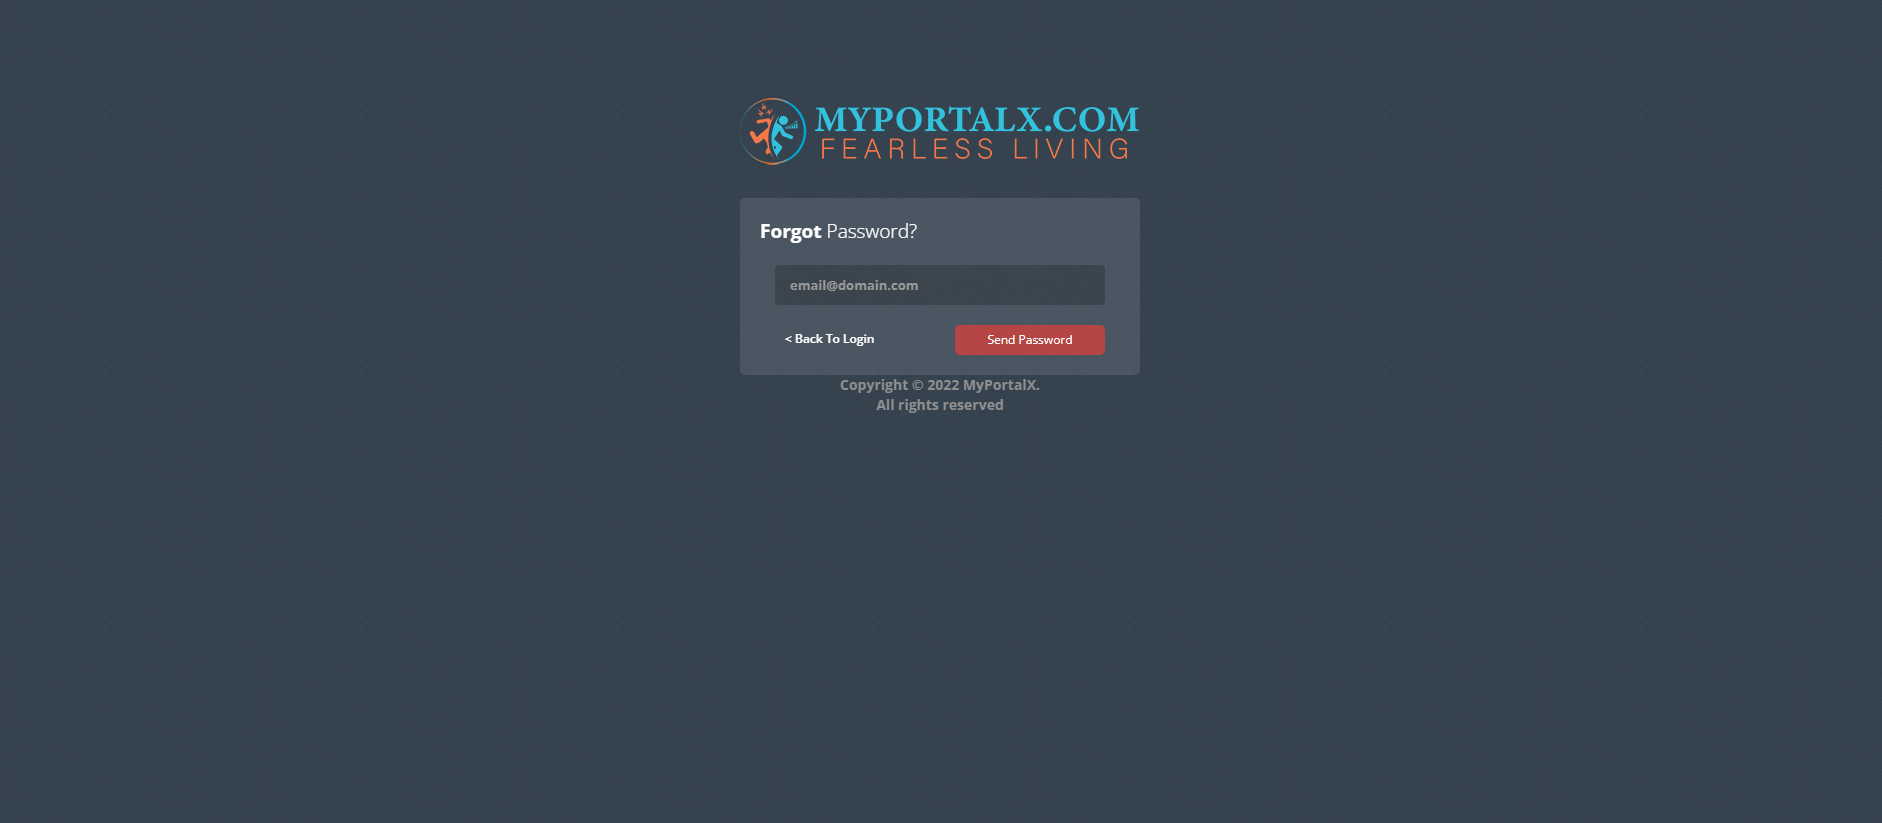 MYPORTALX.COM
FEARLESS LIVING
Forgot Password?
email@domain.com
< Back To Login
Send Password
Copyright © 2022 MyPortalX.
All rights reserved